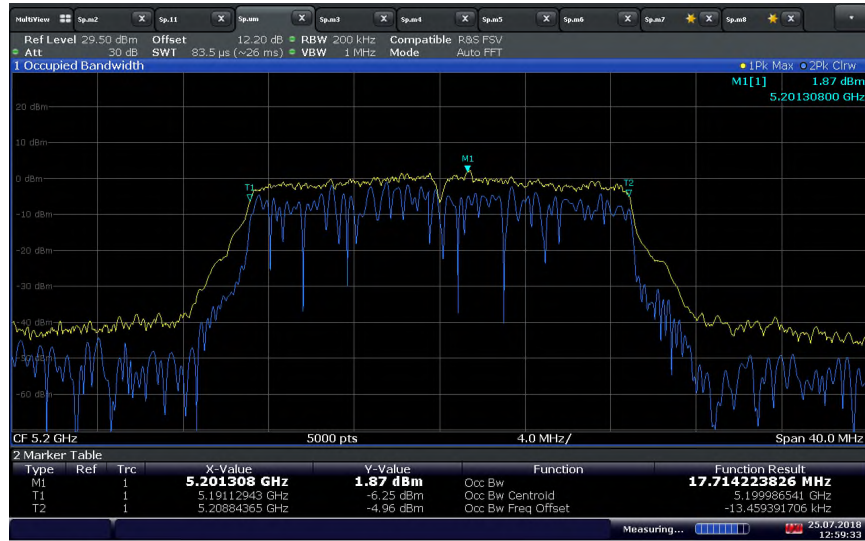 MultiView Sp.m2 X Sp.11 X Sp.um X Sp.m3 X Sp.m4 X Sp.m5 X Sp.m6 X Sp.m7 X Sp.m8 X
Ref Level 29.50 dBm Offset 12.20 dB RBW 200 kHz Compatible R&S FSV
Att 30 dB SWT 83.5 µs (~26 ms) VBW 1 MHz Mode Auto FFT
1 Occupied Bandwidth 1Pk Max 2Pk Clrw
M1[1] 1.87 dBm
5.20130800 GHz
20 dBm
10 dBm
M1
0 dBm
T1
T2
-10 dBm
-20 dBm
-30 dBm
-40 dBm
-50 dBm
-60 dBm
CF 5.2 GHz 5000 pts 4.0 MHz/ Span 40.0 MHz
2 Marker Table
Type Ref Trc X-Value Y-Value Function Function Result
M1 1 5.201308 GHz 1.87 dBm Occ Bw 17.714223826 MHz
T1 1 5.19112943 GHz -6.25 dBm Occ Bw Centroid 5.199986541 GHz
T2 1 5.20884365 GHz -4.96 dBm Occ Bw Freq Offset -13.459391706 kHz
Measuring... 25.07.2018
12:59:33